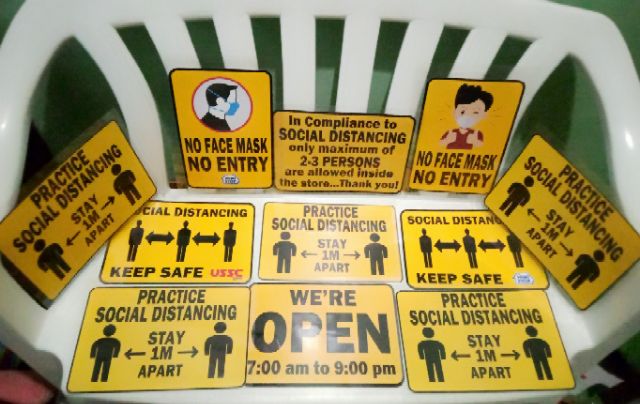 NO FACE MASK
NO ENTRY
In Compliance to
SOCIAL DISTANCING
only maximum of
2-3 PERSONS
are allowed inside
the store...Thank you!
NO FACE MASK
NO ENTRY
PRACTICE
SOCIAL DISTANCING
STAY
1M
APART
SOCIAL DISTANCING
KEEP SAFE USSC
PRACTICE
SOCIAL DISTANCING
STAY
1M
APART
SOCIAL DISTANCING
KEEP SAFE
PRACTICE
SOCIAL DISTANCING
STAY
1M
APART
PRACTICE
SOCIAL DISTANCING
STAY
1M
APART
WE'RE
OPEN
7:00 am to 9:00 pm
PRACTICE
SOCIAL DISTANCING
STAY
1M
APART